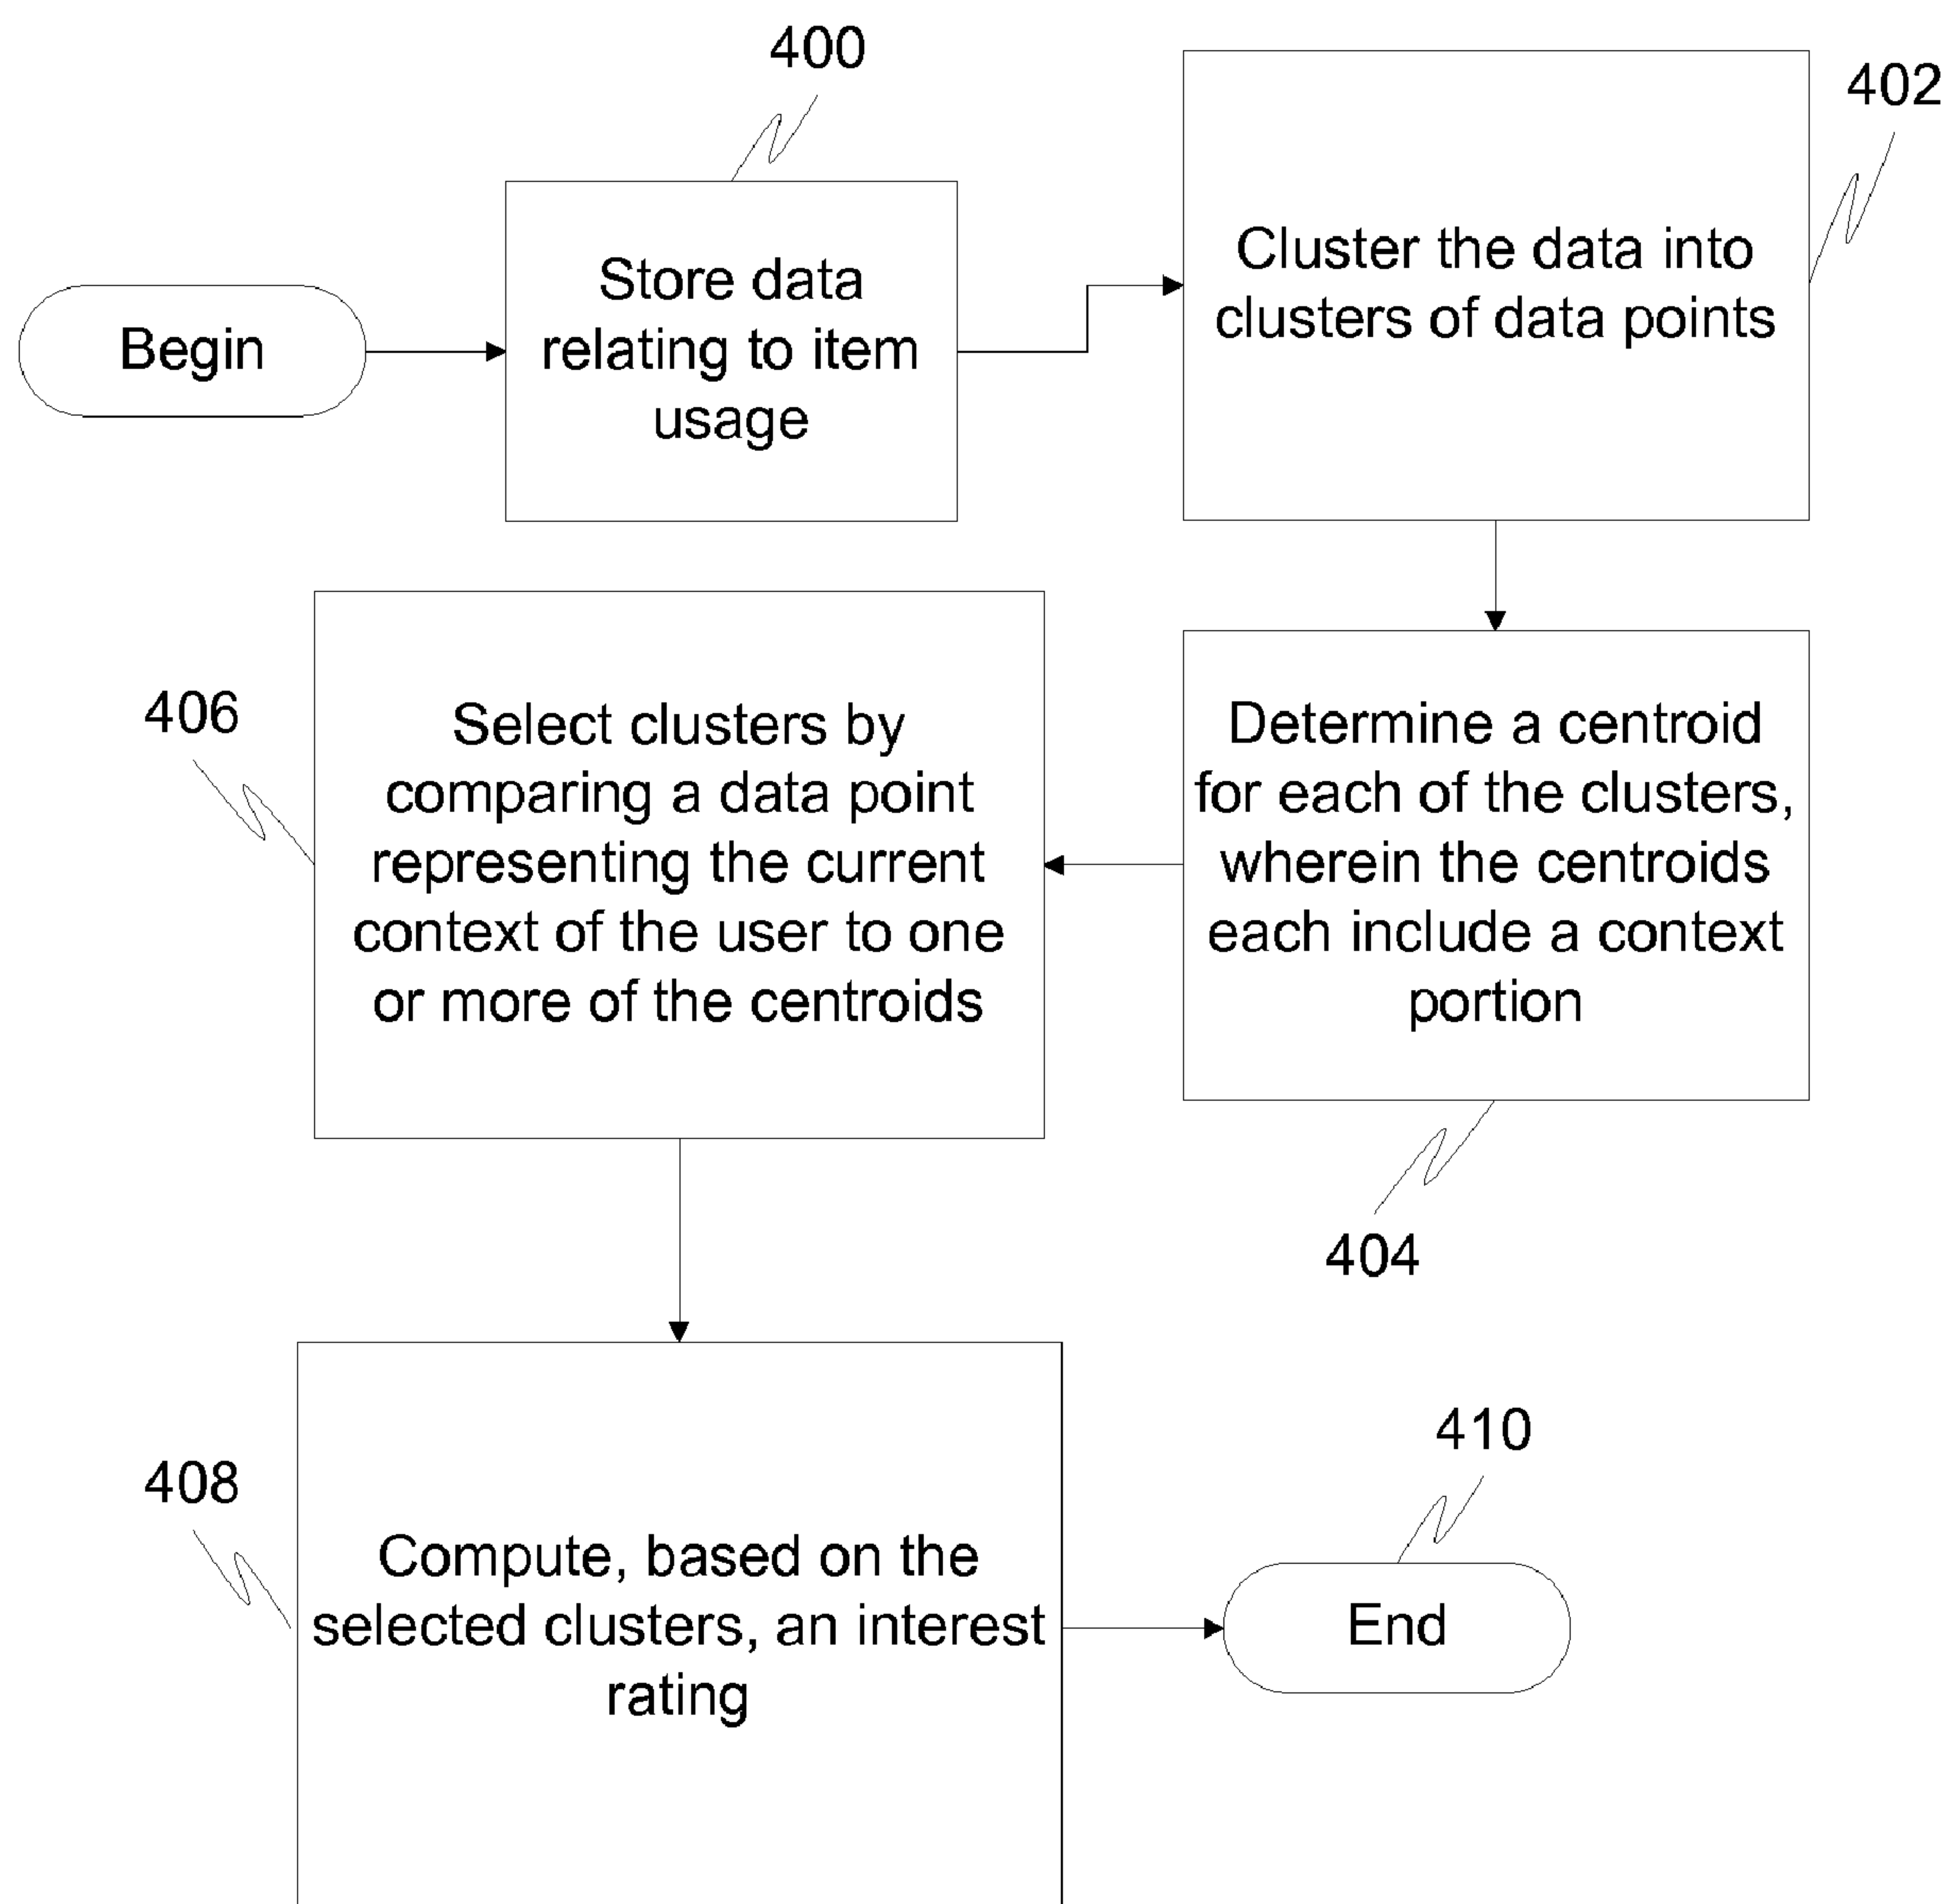 400
402
Begin
Store data
relating to item
usage
Cluster the data into
clusters of data points
406
Select clusters by
comparing a data point
representing the current
context of the user to one
or more of the centroids
Determine a centroid
for each of the clusters,
wherein the centroids
each include a context
portion
404
408
Compute, based on the
selected clusters, an interest
rating
410
End